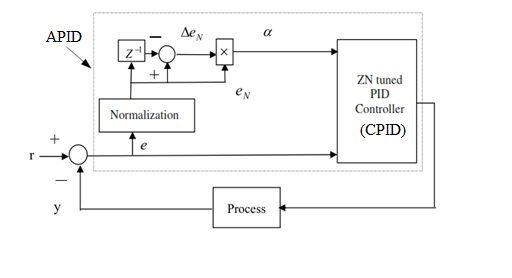 APID
Δe_N
α
Z⁻¹
×
ZN tuned
PID
Controller
(CPID)
+
e_N
Normalization
+
e
r
−
y
Process